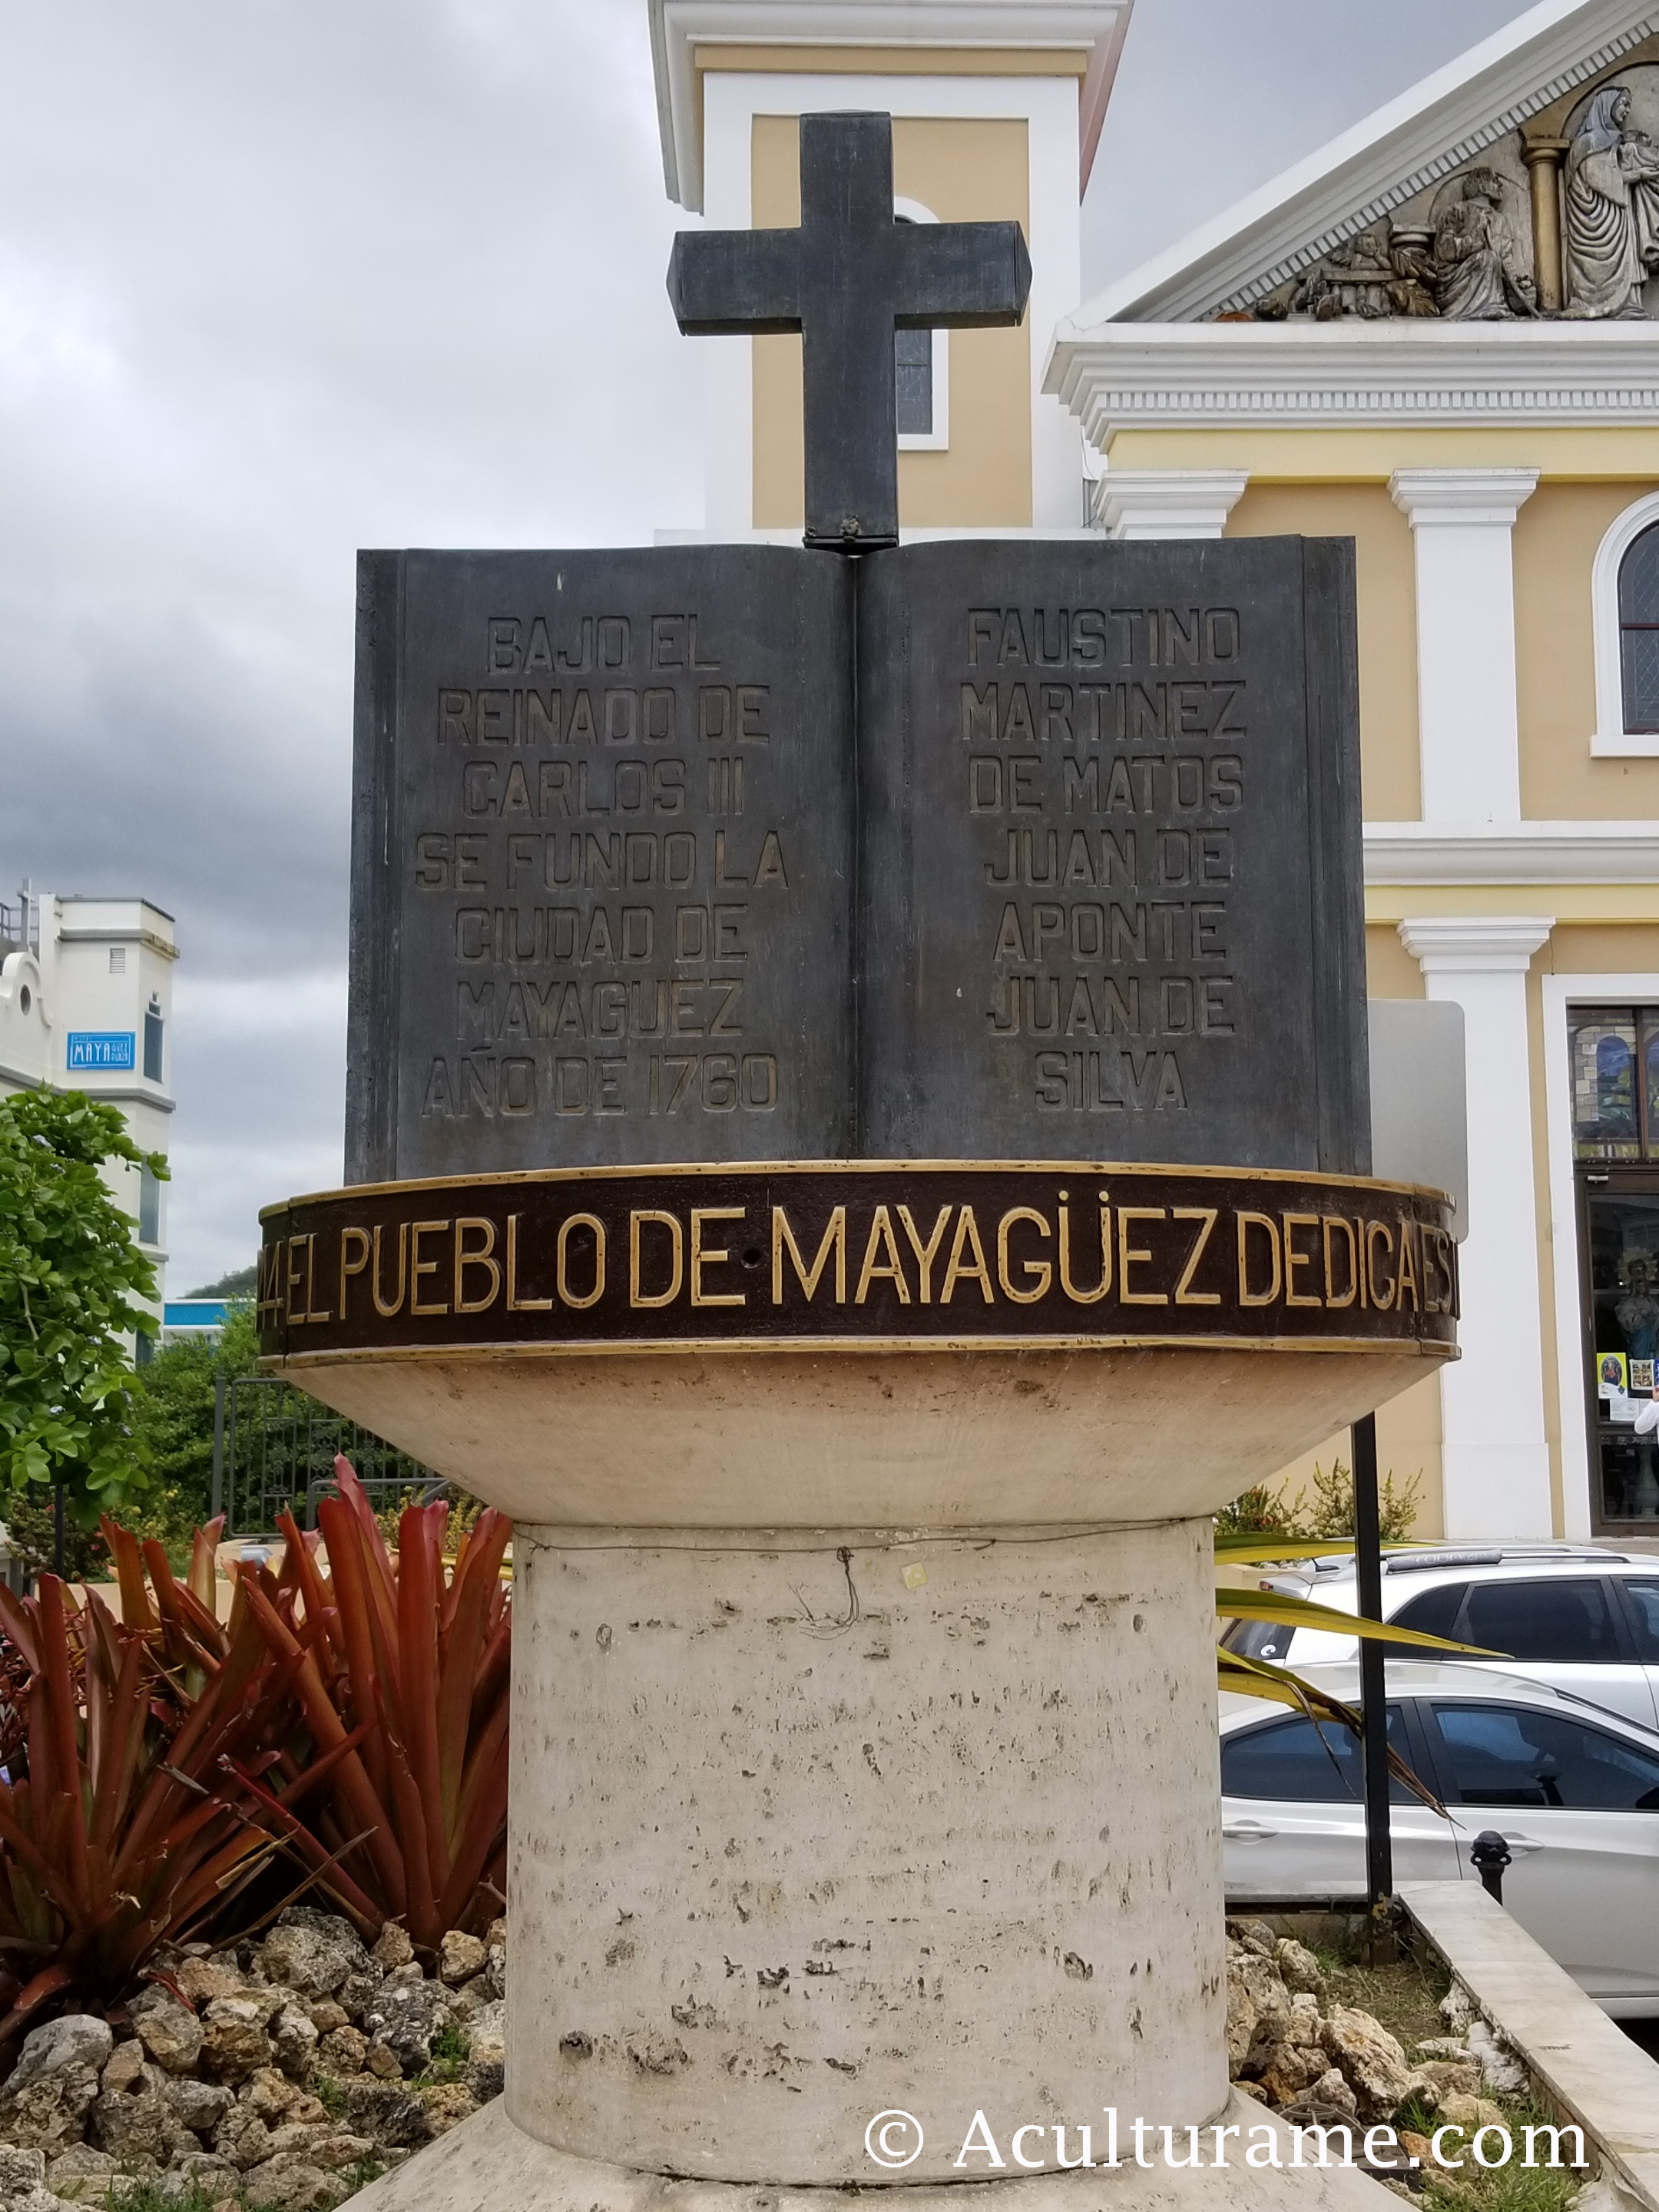 BAJO EL
REINADO DE
CARLOS III
SE FUNDO LA
CIUDAD DE
MAYAGUEZ
AÑO DE 1760
FAUSTINO
MARTINEZ
DE MATOS
JUAN DE
APONTE
JUAN DE
SILVA
EL PUEBLO DE MAYAGÜEZ DEDICA
MAYA
© Aculturame.com